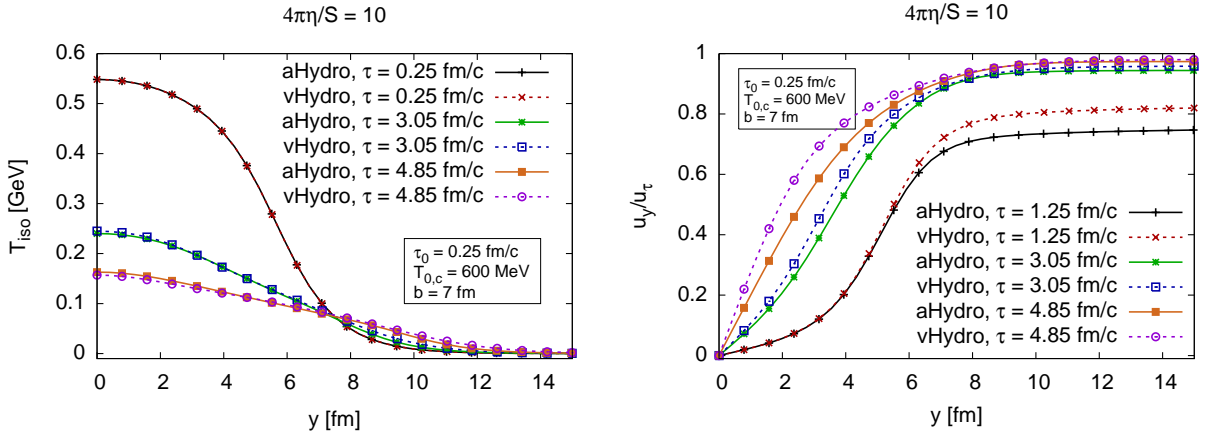 4πη/S = 10
T_iso [GeV]
0.6
0.5
0.4
0.3
0.2
0.1
0
aHydro, τ = 0.25 fm/c
vHydro, τ = 0.25 fm/c
aHydro, τ = 3.05 fm/c
vHydro, τ = 3.05 fm/c
aHydro, τ = 4.85 fm/c
vHydro, τ = 4.85 fm/c
τ_0 = 0.25 fm/c
T_0,c = 600 MeV
b = 7 fm
0 2 4 6 8 10 12 14
y [fm]
4πη/S = 10
u_y/u_τ
1
0.8
0.6
0.4
0.2
0
τ_0 = 0.25 fm/c
T_0,c = 600 MeV
b = 7 fm
aHydro, τ = 1.25 fm/c
vHydro, τ = 1.25 fm/c
aHydro, τ = 3.05 fm/c
vHydro, τ = 3.05 fm/c
aHydro, τ = 4.85 fm/c
vHydro, τ = 4.85 fm/c
0 2 4 6 8 10 12 14
y [fm]